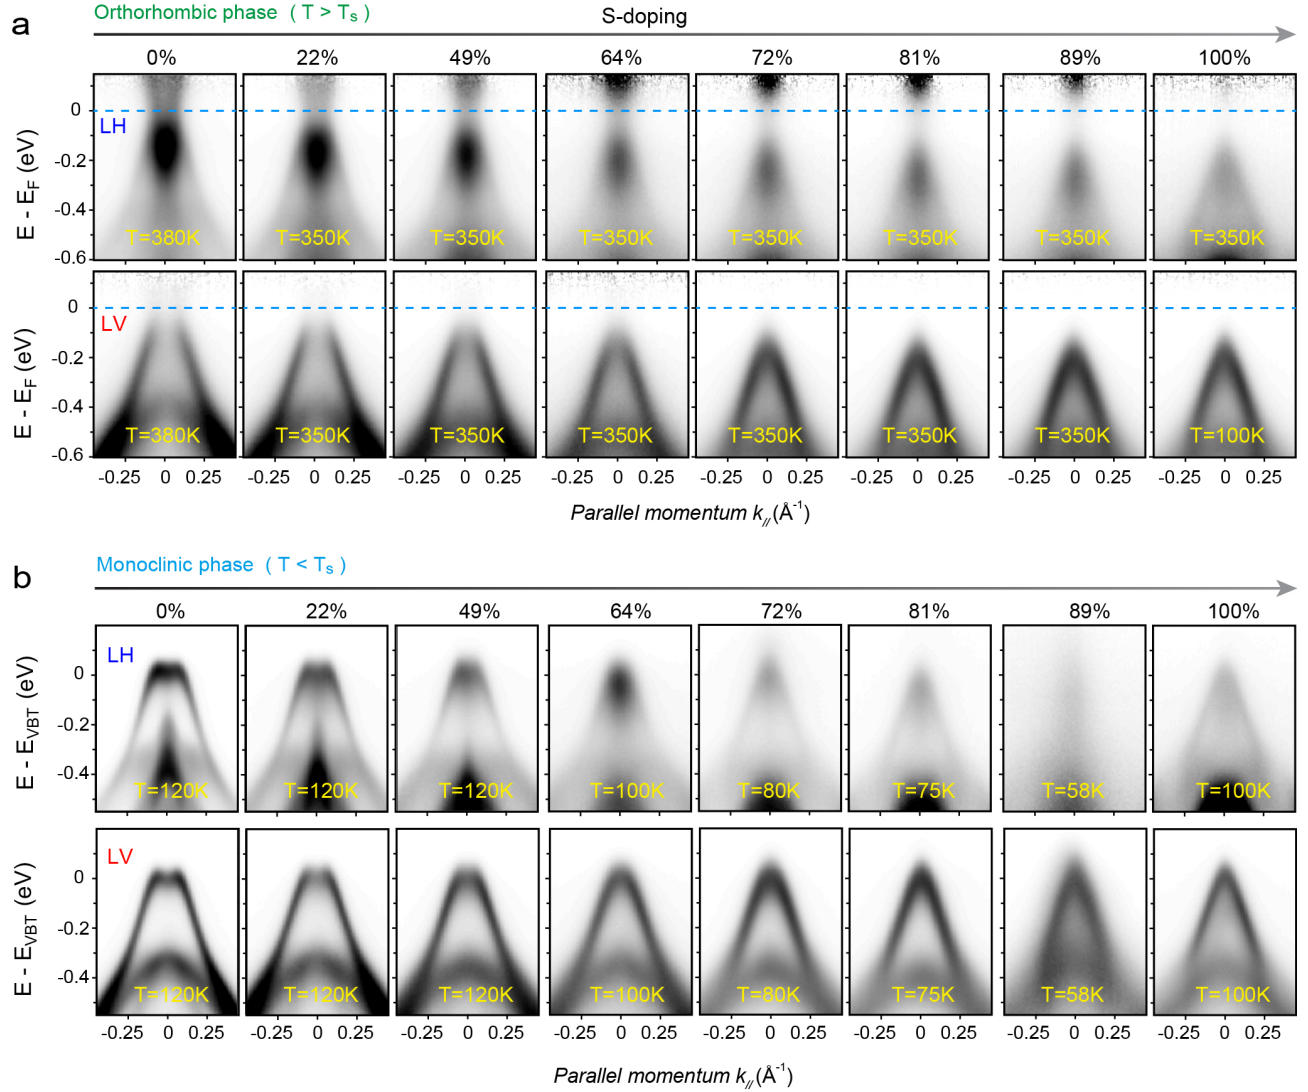 a
Orthorhombic phase ( T > Ts )
S-doping
0% 22% 49% 64% 72% 81% 89% 100%
E - EF (eV)
0
-0.2
-0.4
-0.6
LH
T=380K T=350K T=350K T=350K T=350K T=350K T=350K T=350K
E - EF (eV)
0
-0.2
-0.4
-0.6
LV
T=380K T=350K T=350K T=350K T=350K T=350K T=350K T=100K
-0.25 0 0.25 -0.25 0 0.25 -0.25 0 0.25 -0.25 0 0.25 -0.25 0 0.25 -0.25 0 0.25 -0.25 0 0.25 -0.25 0 0.25
Parallel momentum k// (Å-1)
b
Monoclinic phase ( T < Ts )
0% 22% 49% 64% 72% 81% 89% 100%
E - EVBT (eV)
0
-0.2
-0.4
LH
T=120K T=120K T=120K T=100K T=80K T=75K T=58K T=100K
E - EVBT (eV)
0
-0.2
-0.4
LV
T=120K T=120K T=120K T=100K T=80K T=75K T=58K T=100K
-0.25 0 0.25 -0.25 0 0.25 -0.25 0 0.25 -0.25 0 0.25 -0.25 0 0.25 -0.25 0 0.25 -0.25 0 0.25 -0.25 0 0.25
Parallel momentum k// (Å-1)